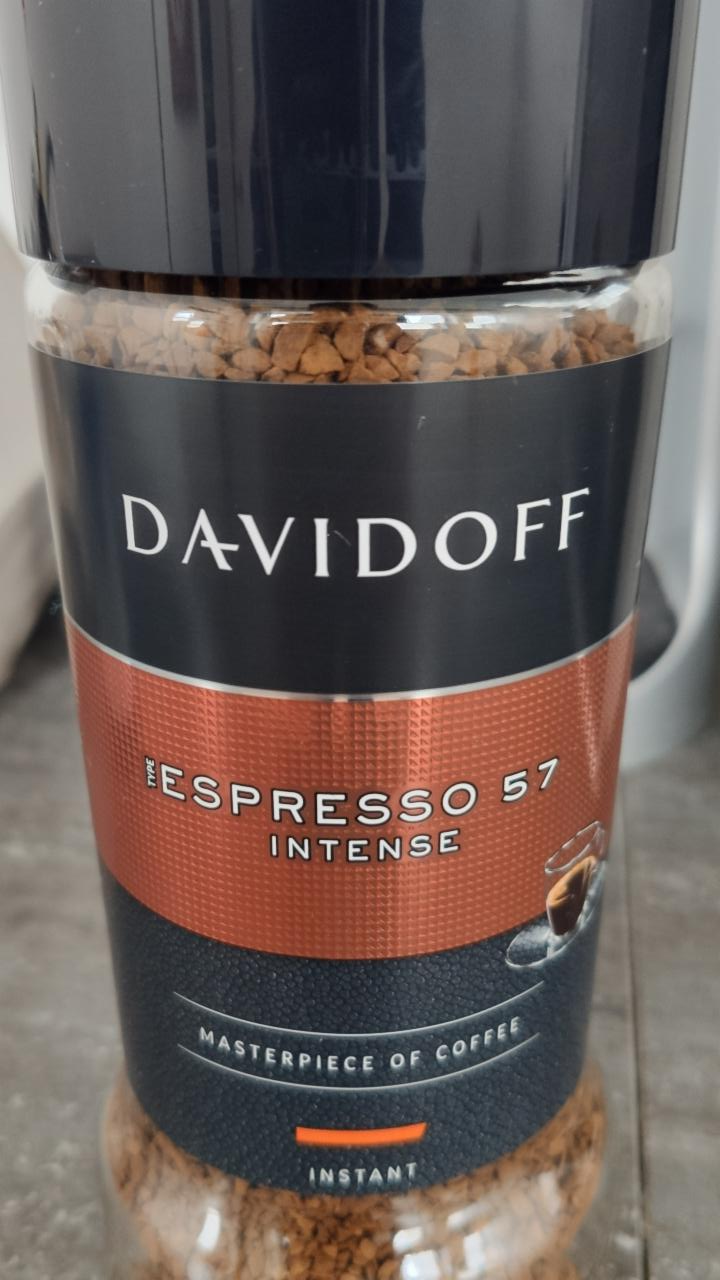 DAVIDOFF
TYPE ESPRESSO 57
INTENSE
MASTERPIECE OF COFFEE
INSTANT